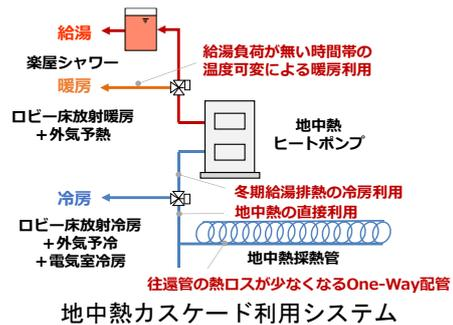 給湯
楽屋シャワー
給湯負荷が無い時間帯の
温度可変による暖房利用
暖房
ロビー床放射暖房
＋外気予熱
地中熱
ヒートポンプ
冬期給湯排熱の冷房利用
冷房
地中熱の直接利用
ロビー床放射冷房
＋外気予冷
＋電気室冷房
地中熱採熱管
往還管の熱ロスが少なくなるOne-Way配管
地中熱カスケード利用システム